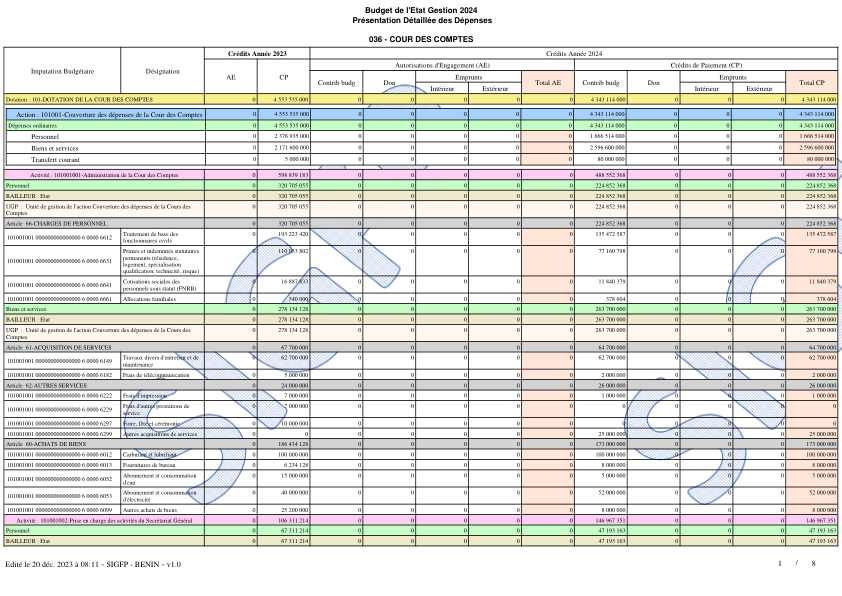 Budget de l'Etat Gestion 2024
Présentation Détaillée des Dépenses
036 - COUR DES COMPTES
Imputation Budgétaire Désignation Crédits Année 2023 Crédits Année 2024
AE CP Autorisations d'Engagement (AE) Crédits de Paiement (CP)
Contrib budg Don Emprunts Total AE Contrib budg Don Emprunts Total CP
Intérieur Extérieur Intérieur Extérieur
Dotation : 101-DOTATION DE LA COUR DES COMPTES 0 4 553 535 000 0 0 0 0 0 4 343 114 000 0 0 0 4 343 114 000
Action : 101001-Couverture des dépenses de la Cour des Comptes 0 4 553 535 000 0 0 0 0 0 4 343 114 000 0 0 0 4 343 114 000
Dépenses ordinaires 0 4 553 535 000 0 0 0 0 0 4 343 114 000 0 0 0 4 343 114 000
Personnel 0 2 376 935 000 0 0 0 0 0 1 666 514 000 0 0 0 1 666 514 000
Biens et services 0 2 171 600 000 0 0 0 0 0 2 596 600 000 0 0 0 2 596 600 000
Transfert courant 0 5 000 000 0 0 0 0 0 80 000 000 0 0 0 80 000 000
Activité : 101001001-Administration de la Cour des Comptes 0 598 839 183 0 0 0 0 0 488 552 368 0 0 0 488 552 368
Personnel 0 320 705 055 0 0 0 0 0 224 852 368 0 0 0 224 852 368
BAILLEUR : Etat 0 320 705 055 0 0 0 0 0 224 852 368 0 0 0 224 852 368
UGP : Unité de gestion de l'action Couverture des dépenses de la Cours des 0 320 705 055 0 0 0 0 0 224 852 368 0 0 0 224 852 368
Comptes
Article 66-CHARGES DE PERSONNEL 0 320 705 055 0 0 0 0 0 224 852 368 0 0 0 224 852 368
101001001 0000000000000000 6 0000 6612 Traitement de base des 0 193 223 420 0 0 0 0 0 135 472 587 0 0 0 135 472 587
fonctionnaires civils
101001001 0000000000000000 6 0000 6631 Primes et indemnités statutaires 0 110 053 802 0 0 0 0 0 77 160 798 0 0 0 77 160 798
permanents (résidence,
logement, spécialisation
qualification, technicité, risque)
101001001 0000000000000000 6 0000 6641 Cotisations sociales des 0 16 887 833 0 0 0 0 0 11 840 379 0 0 0 11 840 379
personnels sous statut (FNRB)
101001001 0000000000000000 6 0000 6661 Allocations familiales 0 540 000 0 0 0 0 0 378 604 0 0 0 378 604
Biens et services 0 278 134 128 0 0 0 0 0 263 700 000 0 0 0 263 700 000
BAILLEUR : Etat 0 278 134 128 0 0 0 0 0 263 700 000 0 0 0 263 700 000
UGP : Unité de gestion de l'action Couverture des dépenses de la Cours des 0 278 134 128 0 0 0 0 0 263 700 000 0 0 0 263 700 000
Comptes
Article 61-ACQUISITION DE SERVICES 0 67 700 000 0 0 0 0 0 64 700 000 0 0 0 64 700 000
101001001 0000000000000000 6 0000 6149 Travaux divers d'entretien et de 0 62 700 000 0 0 0 0 0 62 700 000 0 0 0 62 700 000
maintenance
101001001 0000000000000000 6 0000 6182 Frais de télécommunication 0 5 000 000 0 0 0 0 0 2 000 000 0 0 0 2 000 000
Article 62-AUTRES SERVICES 0 24 000 000 0 0 0 0 0 26 000 000 0 0 0 26 000 000
101001001 0000000000000000 6 0000 6222 Frais d'impression 0 7 000 000 0 0 0 0 0 1 000 000 0 0 0 1 000 000
101001001 0000000000000000 6 0000 6229 Frais d'autres prestations de 0 7 000 000 0 0 0 0 0 0 0 0 0 0
service
101001001 0000000000000000 6 0000 6297 Foire, fête et cérémonie 0 10 000 000 0 0 0 0 0 0 0 0 0 0
101001001 0000000000000000 6 0000 6299 Autres acquisitions de services 0 0 0 0 0 0 0 25 000 000 0 0 0 25 000 000
Article 60-ACHATS DE BIENS 0 186 434 128 0 0 0 0 0 173 000 000 0 0 0 173 000 000
101001001 0000000000000000 6 0000 6012 Carburant et lubrifiant 0 100 000 000 0 0 0 0 0 100 000 000 0 0 0 100 000 000
101001001 0000000000000000 6 0000 6013 Fournitures de bureau 0 6 234 128 0 0 0 0 0 8 000 000 0 0 0 8 000 000
101001001 0000000000000000 6 0000 6052 Abonnement et consommation 0 15 000 000 0 0 0 0 0 5 000 000 0 0 0 5 000 000
d'eau
101001001 0000000000000000 6 0000 6053 Abonnement et consommation 0 40 000 000 0 0 0 0 0 52 000 000 0 0 0 52 000 000
d'électricité
101001001 0000000000000000 6 0000 6099 Autres achats de biens 0 25 200 000 0 0 0 0 0 8 000 000 0 0 0 8 000 000
Activité : 101001002-Prise en charge des activités du Secrétariat Général 0 106 311 214 0 0 0 0 0 146 967 351 0 0 0 146 967 351
Personnel 0 67 311 214 0 0 0 0 0 47 193 163 0 0 0 47 193 163
BAILLEUR : Etat 0 67 311 214 0 0 0 0 0 47 193 163 0 0 0 47 193 163
Edité le 20 déc. 2023 à 08:11 - SIGFP - BENIN - v1.0 1 / 8